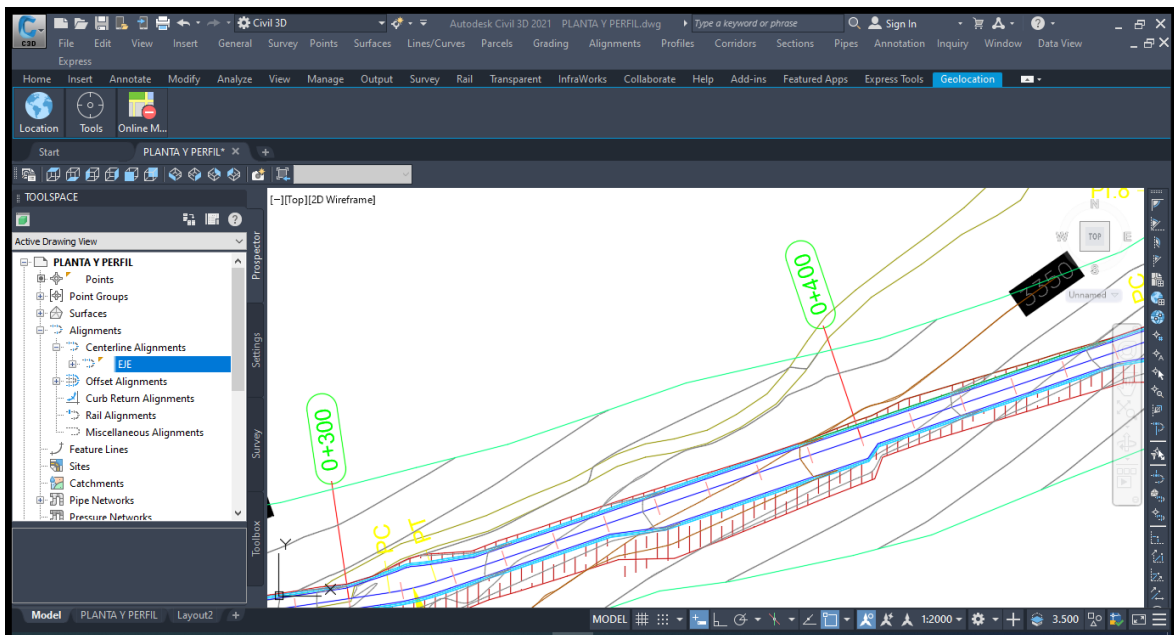 Civil 3D
Autodesk Civil 3D 2021 PLANTA Y PERFIL.dwg
Type a keyword or phrase
Sign In
C3D
File Edit View Insert General Survey Points Surfaces Lines/Curves Parcels Grading Alignments Profiles Corridors Sections Pipes Annotation Inquiry Window Data View
Express
Home Insert Annotate Modify Analyze View Manage Output Survey Rail Transparent InfraWorks Collaborate Help Add-ins Featured Apps Express Tools Geolocation
Location Tools Online M...
Start PLANTA Y PERFIL*
TOOLSPACE
[−][Top][2D Wireframe]
Active Drawing View
PLANTA Y PERFIL
Points
Point Groups
Surfaces
Alignments
Centerline Alignments
EJE
Offset Alignments
Curb Return Alignments
Rail Alignments
Miscellaneous Alignments
Feature Lines
Sites
Catchments
Pipe Networks
Pressure Networks
Prospector
Settings
Survey
Toolbox
N
W TOP E
S
Unnamed
3350
PC
0+400
0+300
PC
PT
Y
X
Model PLANTA Y PERFIL Layout2 +
MODEL 1:2000 3.500